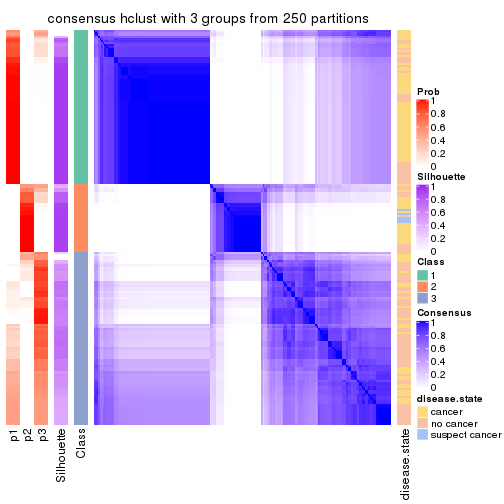 consensus hclust with 3 groups from 250 partitions
p1
p2
p3
Silhouette
Class
disease.state
Prob
1
0.8
0.6
0.4
0.2
0
Silhouette
1
0.8
0.6
0.4
0.2
0
Class
1
2
3
Consensus
1
0.8
0.6
0.4
0.2
0
disease.state
cancer
no cancer
suspect cancer